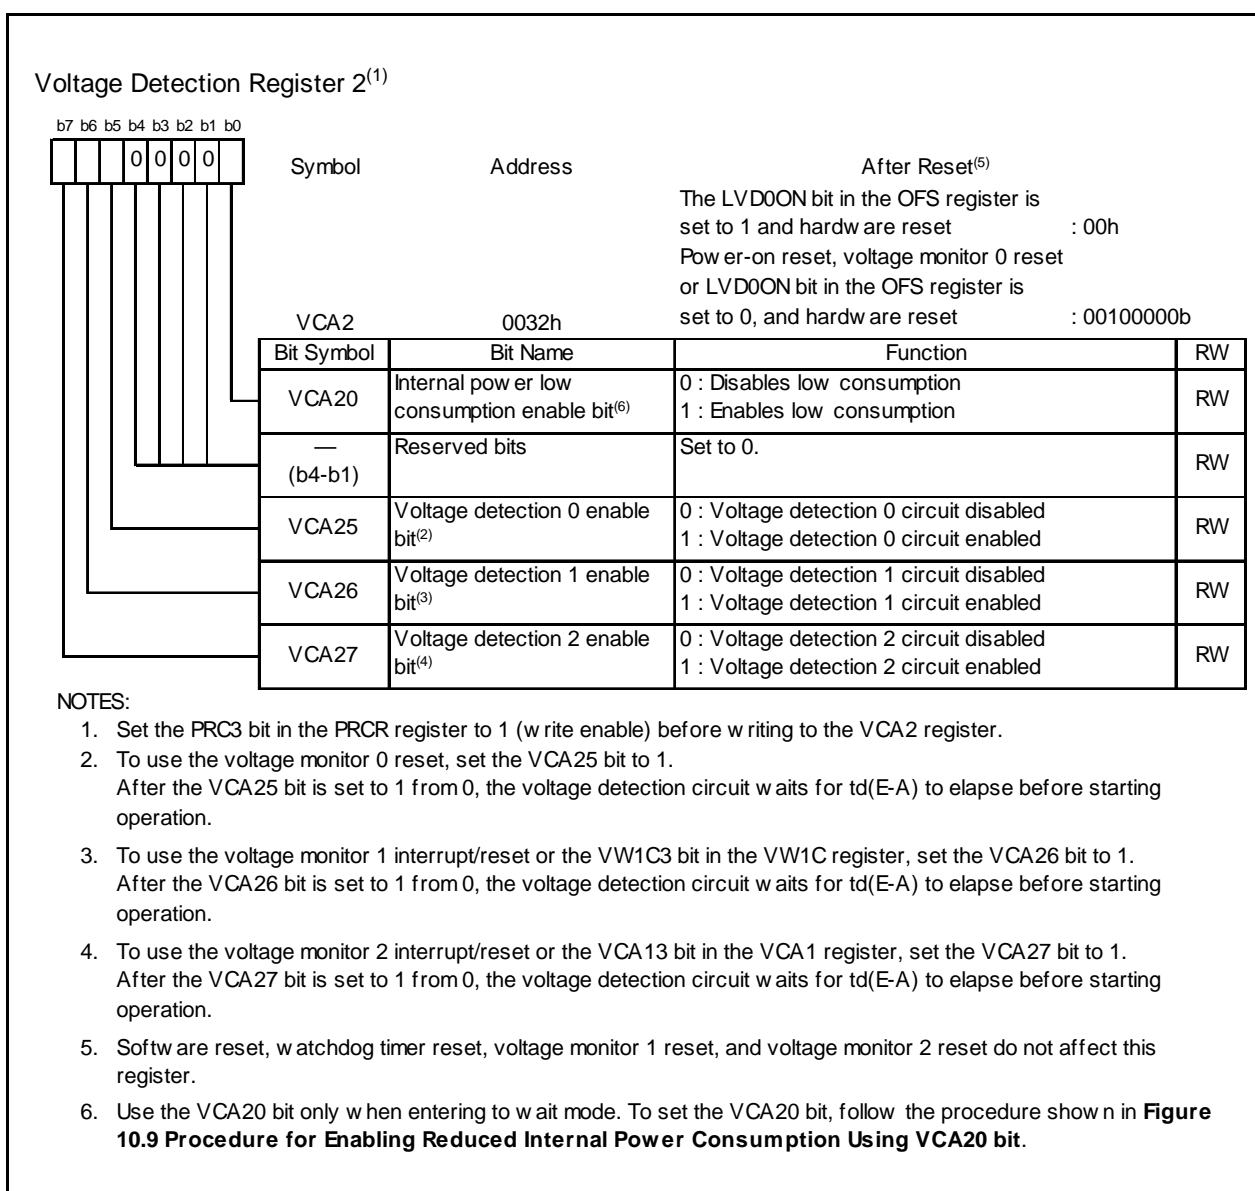 Voltage Detection Register 2(1)
b7 b6 b5 b4 b3 b2 b1 b0
0 0 0 0
Symbol Address After Reset(5)
The LVD0ON bit in the OFS register is
set to 1 and hardware reset : 00h
Power-on reset, voltage monitor 0 reset
or LVD0ON bit in the OFS register is
VCA2 0032h set to 0, and hardware reset : 00100000b
Bit Symbol Bit Name Function RW
VCA20 Internal power low consumption enable bit(6) 0 : Disables low consumption RW
1 : Enables low consumption
— Reserved bits Set to 0. RW
(b4-b1)
VCA25 Voltage detection 0 enable bit(2) 0 : Voltage detection 0 circuit disabled RW
1 : Voltage detection 0 circuit enabled
VCA26 Voltage detection 1 enable bit(3) 0 : Voltage detection 1 circuit disabled RW
1 : Voltage detection 1 circuit enabled
VCA27 Voltage detection 2 enable bit(4) 0 : Voltage detection 2 circuit disabled RW
1 : Voltage detection 2 circuit enabled
NOTES:
1. Set the PRC3 bit in the PRCR register to 1 (write enable) before writing to the VCA2 register.
2. To use the voltage monitor 0 reset, set the VCA25 bit to 1.
After the VCA25 bit is set to 1 from 0, the voltage detection circuit waits for td(E-A) to elapse before starting
operation.
3. To use the voltage monitor 1 interrupt/reset or the VW1C3 bit in the VW1C register, set the VCA26 bit to 1.
After the VCA26 bit is set to 1 from 0, the voltage detection circuit waits for td(E-A) to elapse before starting
operation.
4. To use the voltage monitor 2 interrupt/reset or the VCA13 bit in the VCA1 register, set the VCA27 bit to 1.
After the VCA27 bit is set to 1 from 0, the voltage detection circuit waits for td(E-A) to elapse before starting
operation.
5. Software reset, watchdog timer reset, voltage monitor 1 reset, and voltage monitor 2 reset do not affect this
register.
6. Use the VCA20 bit only when entering to wait mode. To set the VCA20 bit, follow the procedure shown in Figure
10.9 Procedure for Enabling Reduced Internal Power Consumption Using VCA20 bit.